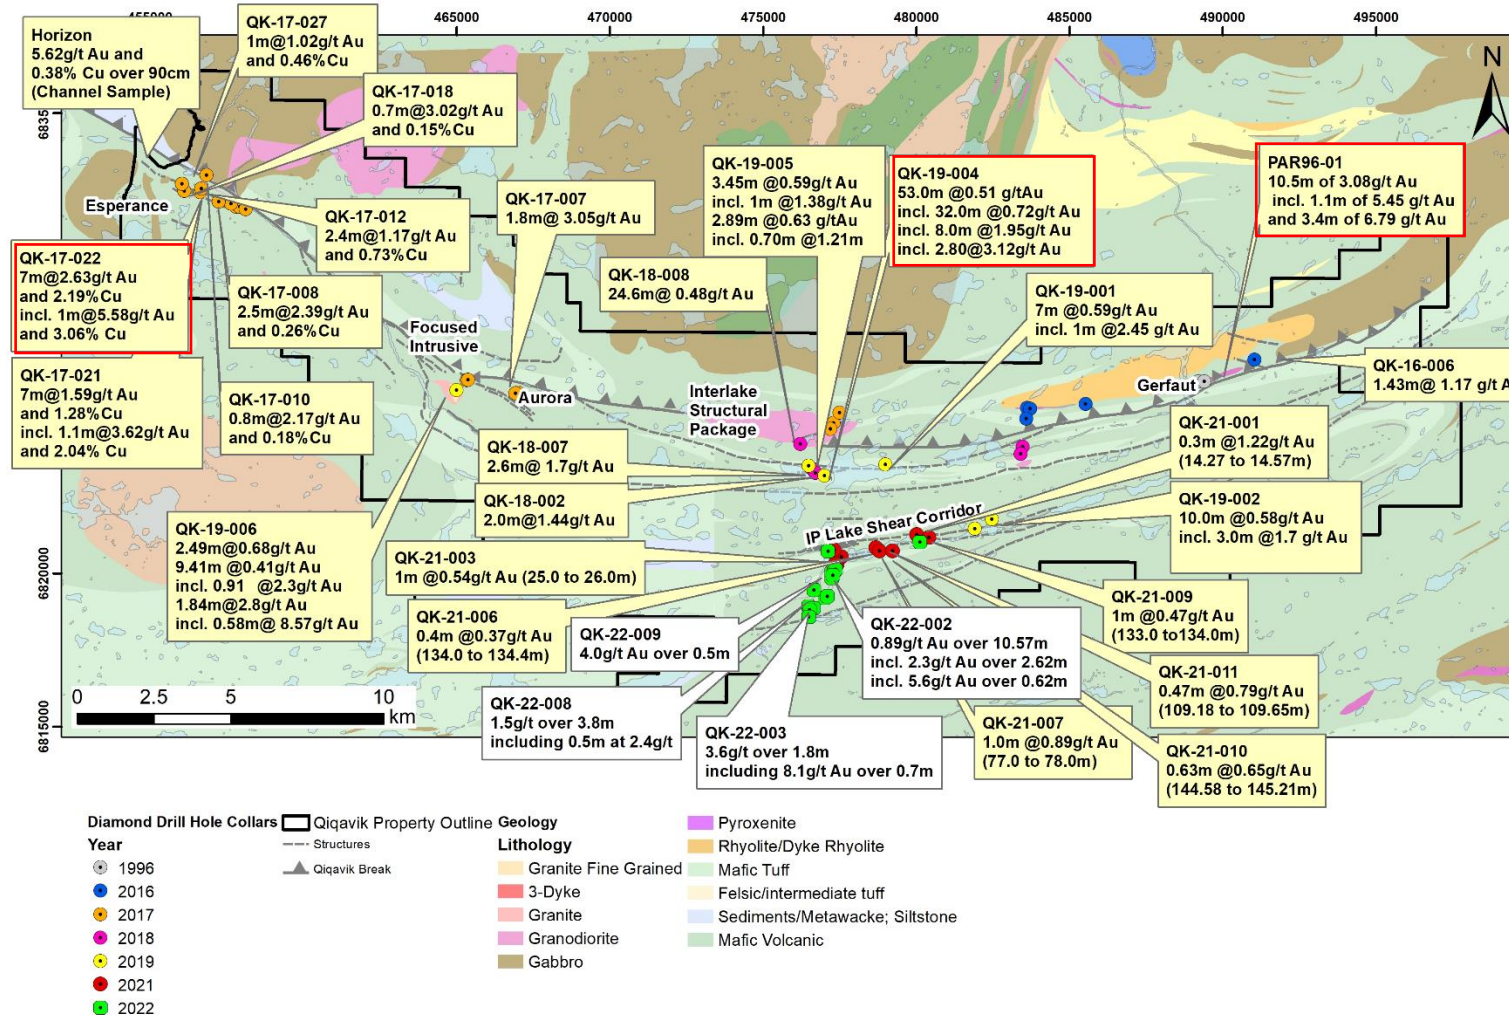 455000
465000
470000
475000
480000
485000
490000
495000
N
Horizon
5.62g/t Au and
0.38% Cu over 90cm
(Channel Sample)
QK-17-027
1m@1.02g/t Au
and 0.46%Cu
QK-17-018
0.7m@3.02g/t Au
and 0.15%Cu
6835
Esperance
QK-17-012
2.4m@1.17g/t Au
and 0.73%Cu
QK-17-007
1.8m@ 3.05g/t Au
QK-19-005
3.45m @0.59g/t Au
incl. 1m @1.38g/t Au
2.89m @0.63 g/tAu
incl. 0.70m @1.21m
QK-19-004
53.0m @0.51 g/tAu
incl. 32.0m @0.72g/t Au
incl. 8.0m @1.95g/t Au
incl. 2.80@3.12g/t Au
PAR96-01
10.5m of 3.08g/t Au
incl. 1.1m of 5.45 g/t Au
and 3.4m of 6.79 g/t Au
QK-17-022
7m@2.63g/t Au
and 2.19%Cu
incl. 1m@5.58g/t Au
and 3.06% Cu
QK-17-008
2.5m@2.39g/t Au
and 0.26%Cu
QK-18-008
24.6m@ 0.48g/t Au
QK-19-001
7m @0.59g/t Au
incl. 1m @2.45 g/t Au
Focused
Intrusive
Aurora
Interlake
Structural
Package
Gerfaut
QK-16-006
1.43m@ 1.17 g/t A
QK-17-021
7m@1.59g/t Au
and 1.28%Cu
incl. 1.1m@3.62g/t Au
and 2.04% Cu
QK-17-010
0.8m@2.17g/t Au
and 0.18%Cu
QK-18-007
2.6m@ 1.7g/t Au
QK-18-002
2.0m@1.44g/t Au
QK-21-001
0.3m @1.22g/t Au
(14.27 to 14.57m)
QK-19-002
10.0m @0.58g/t Au
incl. 3.0m @1.7 g/t Au
IP Lake Shear Corridor
QK-19-006
2.49m@0.68g/t Au
9.41m @0.41g/t Au
incl. 0.91 @2.3g/t Au
1.84m@2.8g/t Au
incl. 0.58m@ 8.57g/t Au
QK-21-003
1m @0.54g/t Au (25.0 to 26.0m)
6820000
QK-21-006
0.4m @0.37g/t Au
(134.0 to 134.4m)
QK-22-009
4.0g/t Au over 0.5m
QK-22-002
0.89g/t Au over 10.57m
incl. 2.3g/t Au over 2.62m
incl. 5.6g/t Au over 0.62m
QK-21-009
1m @0.47g/t Au
(133.0 to134.0m)
QK-21-011
0.47m @0.79g/t Au
(109.18 to 109.65m)
QK-22-008
1.5g/t over 3.8m
including 0.5m at 2.4g/t
QK-22-003
3.6g/t over 1.8m
including 8.1g/t Au over 0.7m
QK-21-007
1.0m @0.89g/t Au
(77.0 to 78.0m)
QK-21-010
0.63m @0.65g/t Au
(144.58 to 145.21m)
0 2.5 5 10
km
6815000
Diamond Drill Hole Collars
Year
1996
2016
2017
2018
2019
2021
2022
Qiqavik Property Outline
Structures
Qiqavik Break
Geology
Lithology
Granite Fine Grained
3-Dyke
Granite
Granodiorite
Gabbro
Pyroxenite
Rhyolite/Dyke Rhyolite
Mafic Tuff
Felsic/intermediate tuff
Sediments/Metawacke; Siltstone
Mafic Volcanic